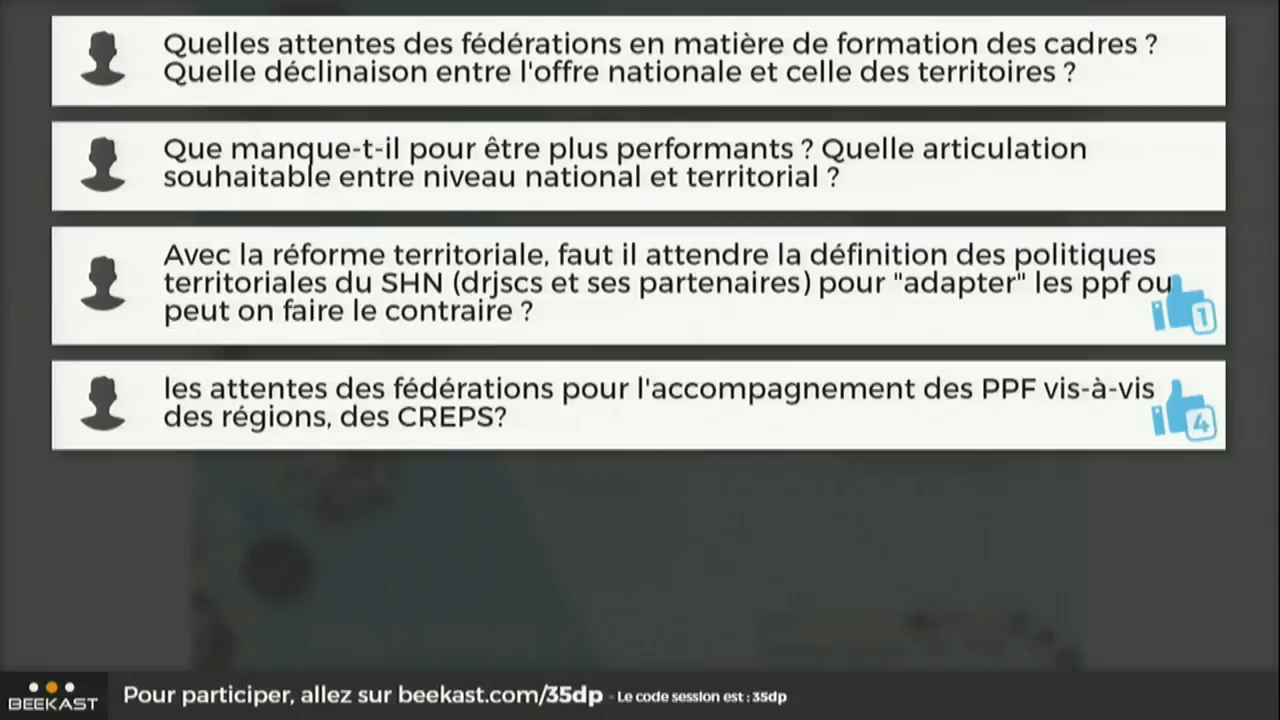 Quelles attentes des fédérations en matière de formation des cadres ?
Quelle déclinaison entre l'offre nationale et celle des territoires ?
Que manque-t-il pour être plus performants ? Quelle articulation
souhaitable entre niveau national et territorial ?
Avec la réforme territoriale, faut il attendre la définition des politiques
territoriales du SHN (drjscs et ses partenaires) pour "adapter" les ppf ou
peut on faire le contraire ?
1
les attentes des fédérations pour l'accompagnement des PPF vis-à-vis
des régions, des CREPS?
4
BEEKAST
Pour participer, allez sur beekast.com/35dp - Le code session est : 35dp